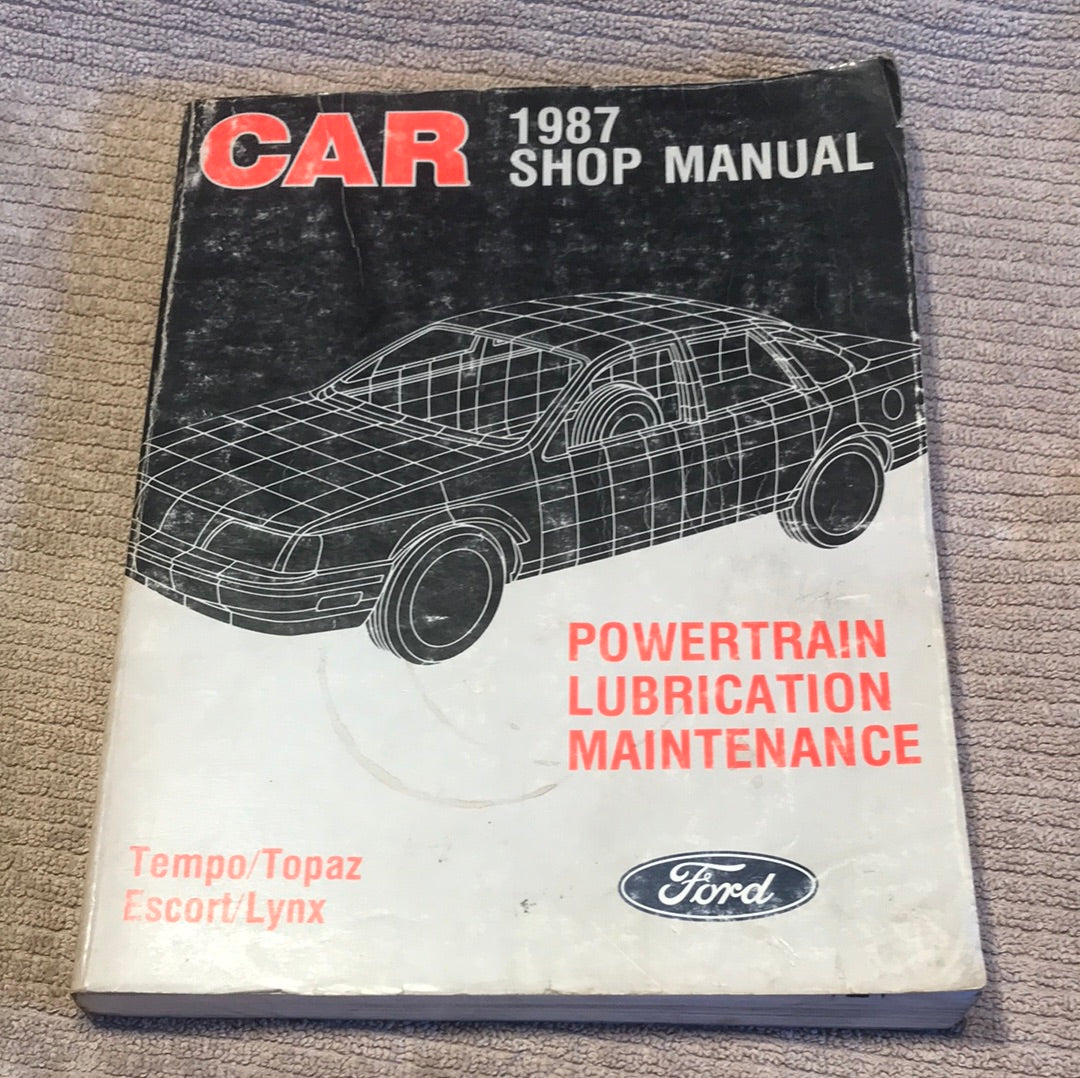 CAR
1987
SHOP MANUAL
POWERTRAIN
LUBRICATION
MAINTENANCE
Tempo/Topaz
Escort/Lynx
Ford